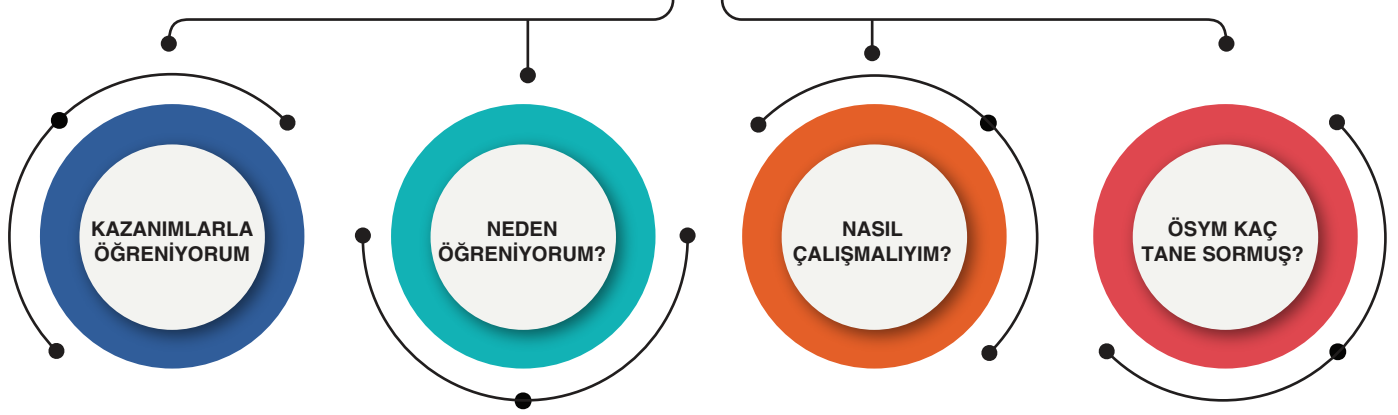 KAZANIMLARLA
ÖĞRENİYORUM
NEDEN
ÖĞRENİYORUM?
NASIL
ÇALIŞMALIYIM?
ÖSYM KAÇ
TANE SORMUŞ?